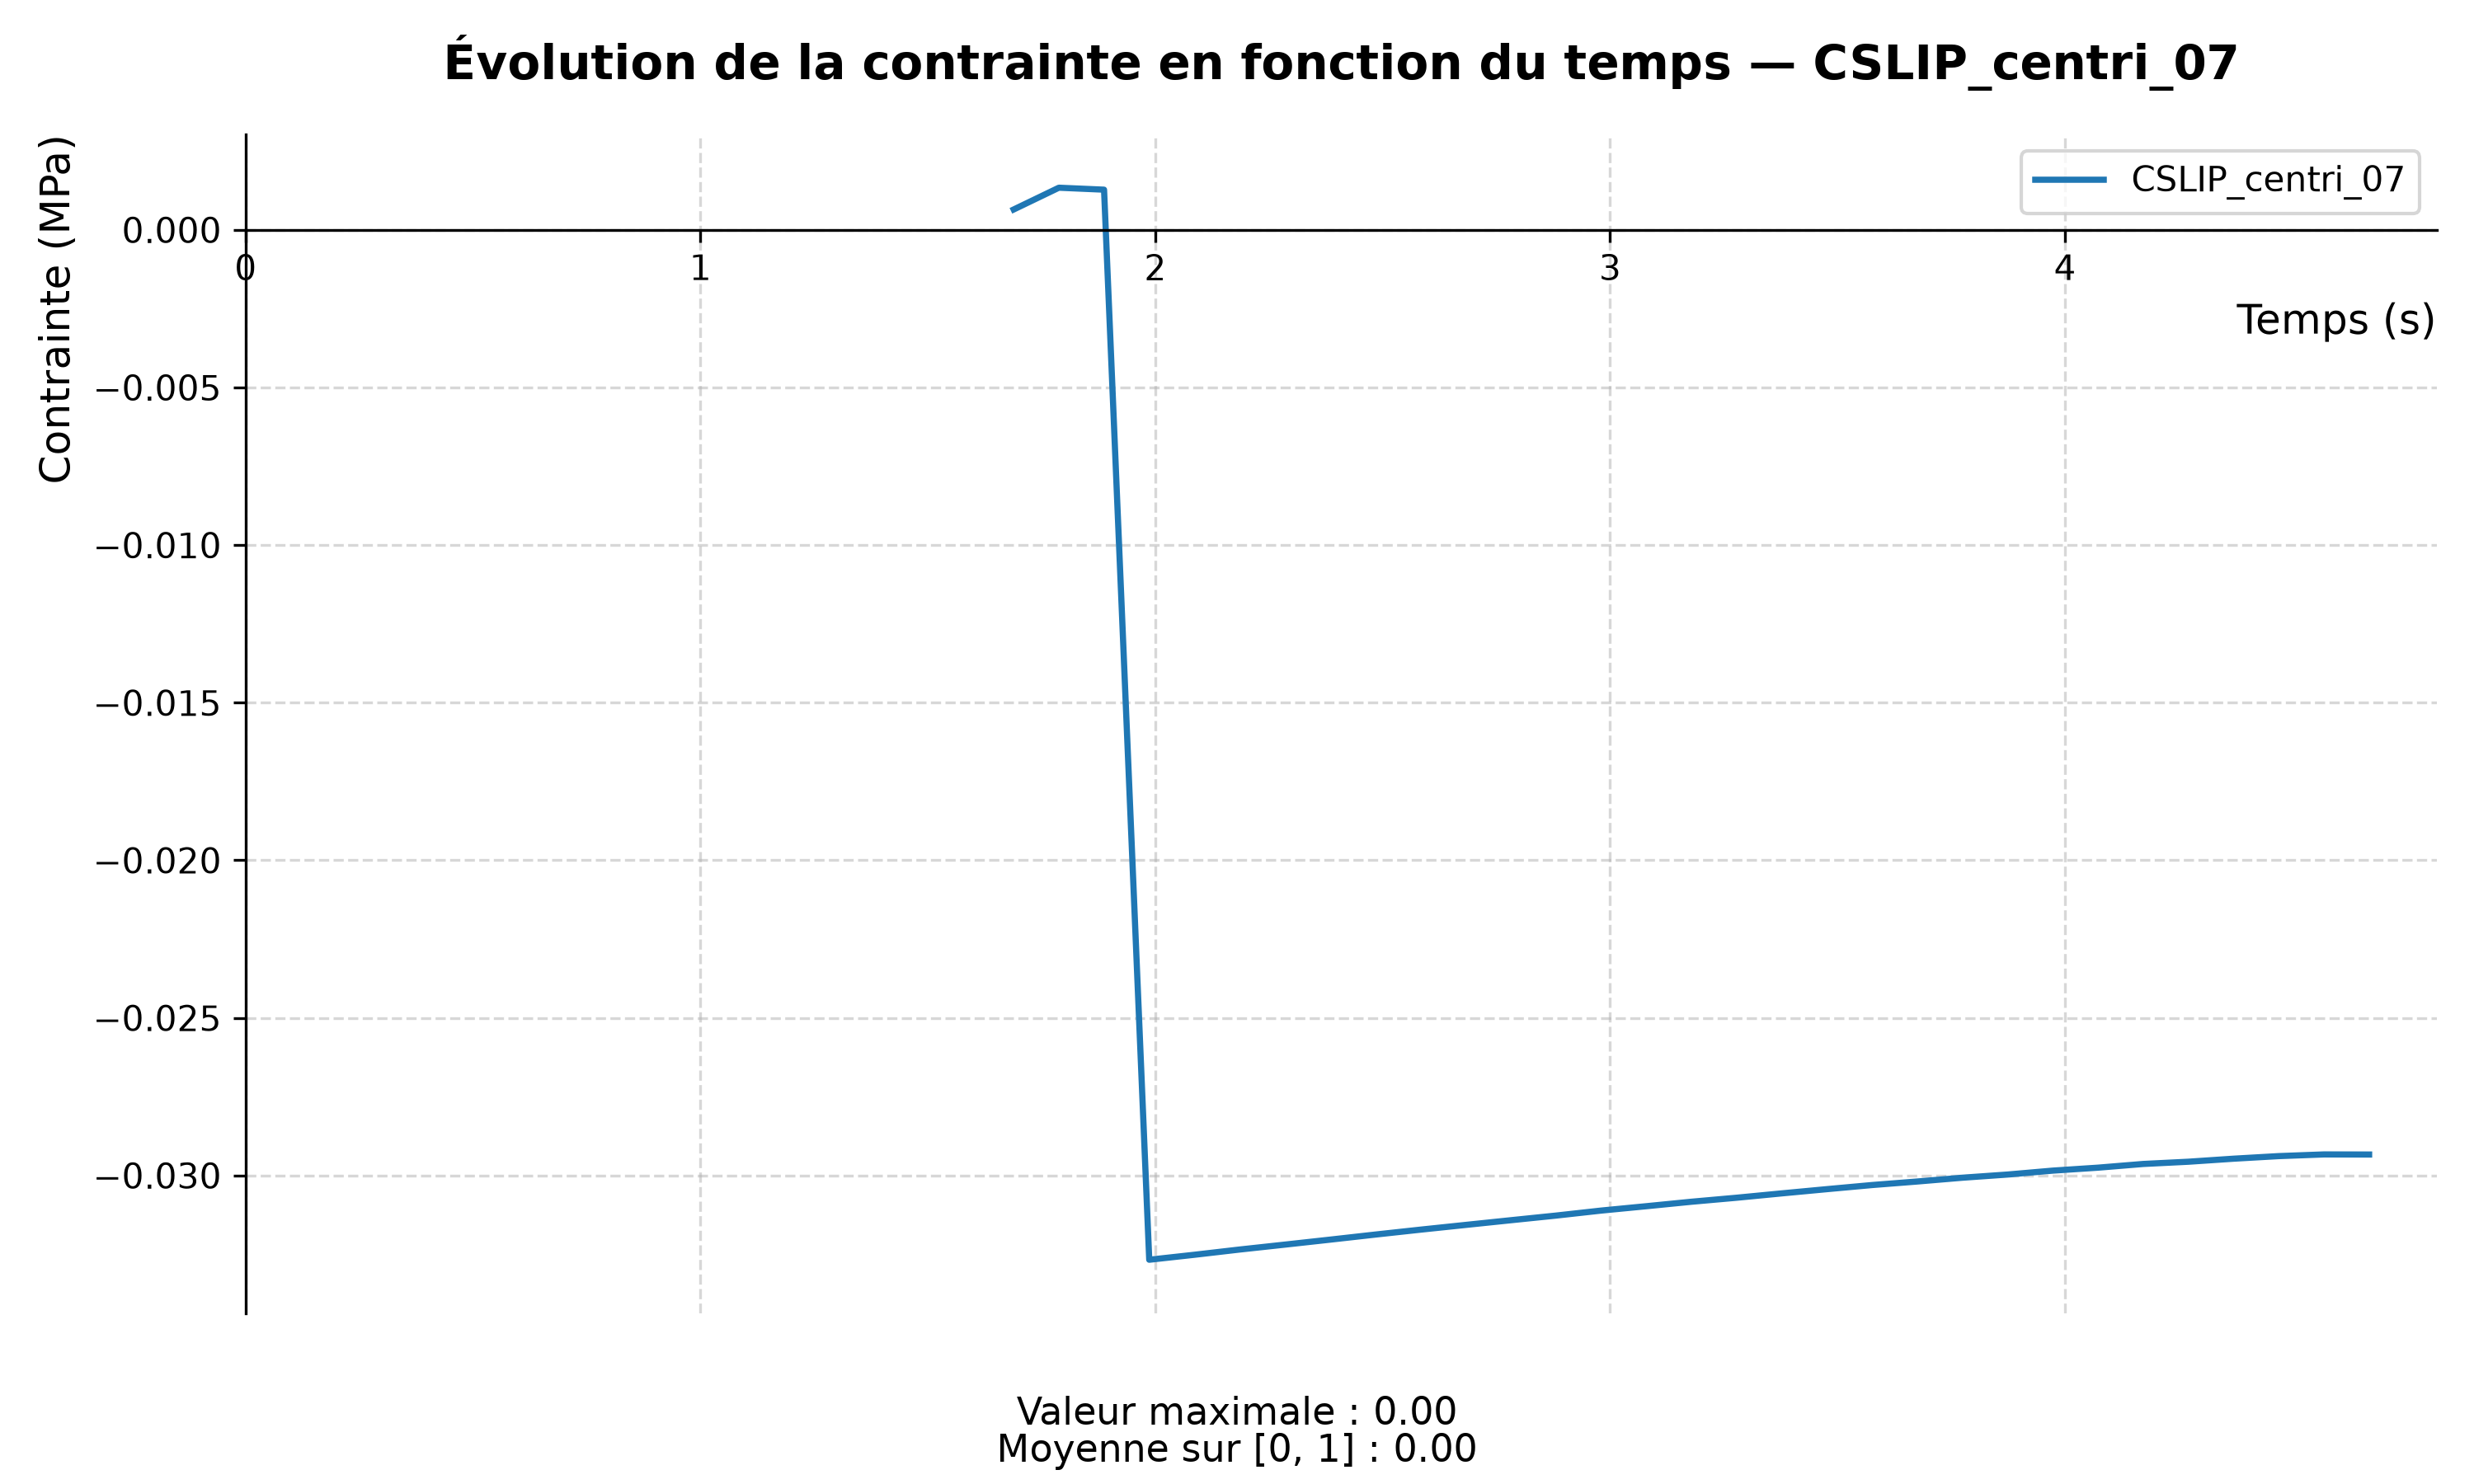 Évolution de la contrainte en fonction du temps — CSLIP_centri_07
Contrainte (MPa)
CSLIP_centri_07
0.000
0
1
2
3
4
Temps (s)
−0.005
−0.010
−0.015
−0.020
−0.025
−0.030
Valeur maximale : 0.00
Moyenne sur [0, 1] : 0.00